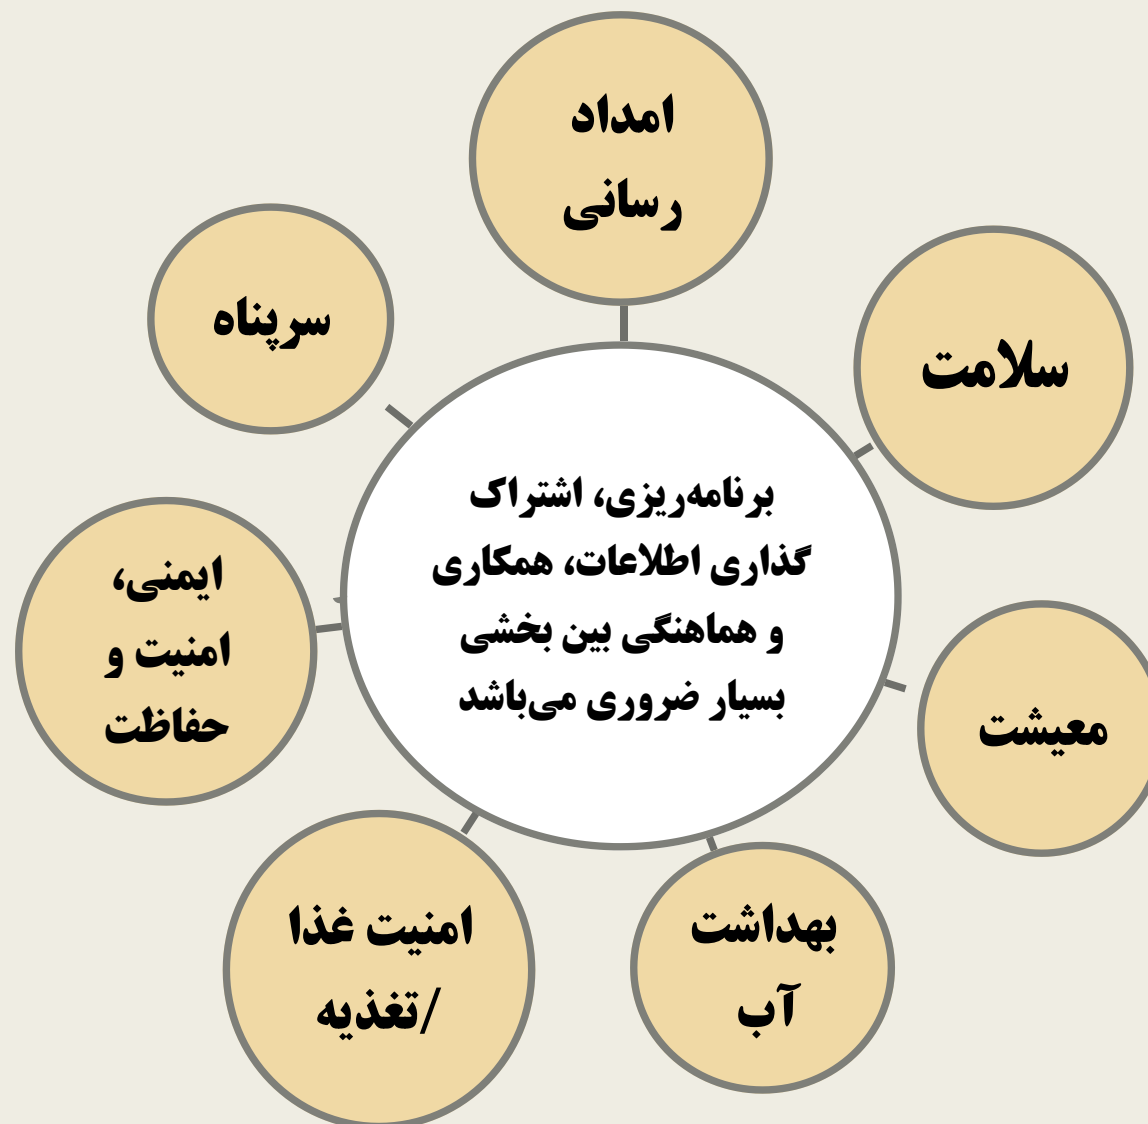 امداد
رسانی
سلامت
سرپناه
برنامه‌ریزی، اشتراک
گذاری اطلاعات، همکاری
و هماهنگی بین بخشی
بسیار ضروری می‌باشد
ایمنی،
امنیت و
حفاظت
معیشت
بهداشت
آب
امنیت غذا
/تغذیه